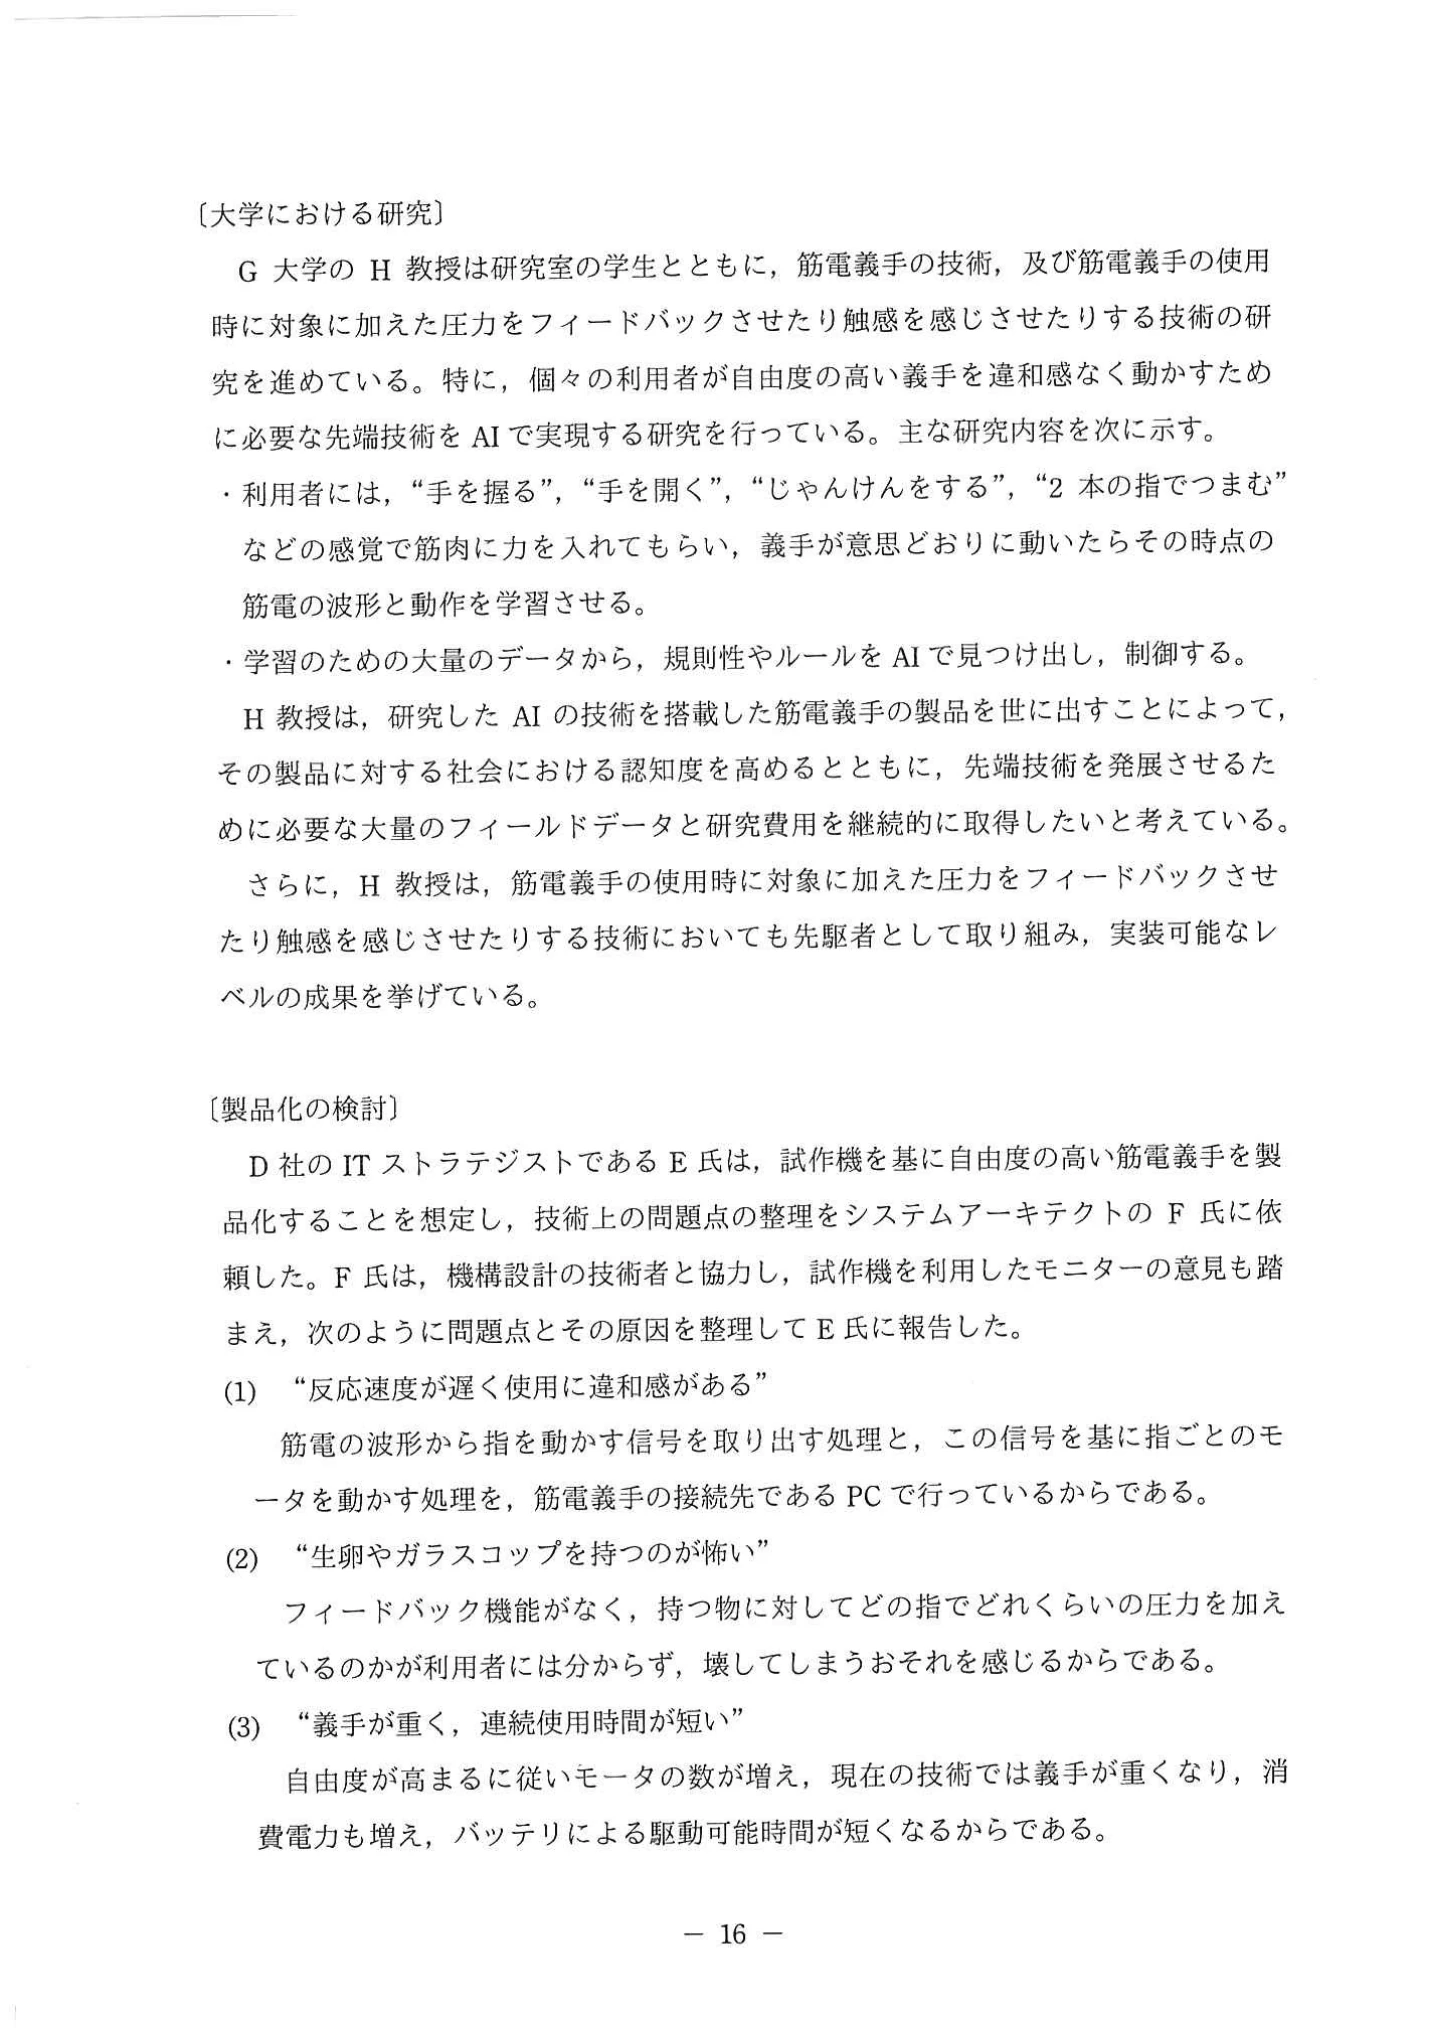 〔大学における研究〕
G 大学の H 教授は研究室の学生とともに，筋電義手の技術，及び筋電義手の使用
時に対象に加えた圧力をフィードバックさせたり触感を感じさせたりする技術の研
究を進めている。特に，個々の利用者が自由度の高い義手を違和感なく動かすため
に必要な先端技術を AI で実現する研究を行っている。主な研究内容を次に示す。
・利用者には，“手を握る”，“手を開く”，“じゃんけんをする”，“2 本の指でつまむ”
などの感覚で筋肉に力を入れてもらい，義手が意思どおりに動いたらその時点の
筋電の波形と動作を学習させる。
・学習のための大量のデータから，規則性やルールを AI で見つけ出し，制御する。
H 教授は，研究した AI の技術を搭載した筋電義手の製品を世に出すことによって，
その製品に対する社会における認知度を高めるとともに，先端技術を発展させるた
めに必要な大量のフィールドデータと研究費用を継続的に取得したいと考えている。
さらに，H 教授は，筋電義手の使用時に対象に加えた圧力をフィードバックさせ
たり触感を感じさせたりする技術においても先駆者として取り組み，実装可能なレ
ベルの成果を挙げている。
〔製品化の検討〕
D 社の IT ストラテジストである E 氏は，試作機を基に自由度の高い筋電義手を製
品化することを想定し，技術上の問題点の整理をシステムアーキテクトの F 氏に依
頼した。F 氏は，機構設計の技術者と協力し，試作機を利用したモニターの意見も踏
まえ，次のように問題点とその原因を整理して E 氏に報告した。
(1) “反応速度が遅く使用に違和感がある”
筋電の波形から指を動かす信号を取り出す処理と，この信号を基に指ごとのモ
ータを動かす処理を，筋電義手の接続先である PC で行っているからである。
(2) “生卵やガラスコップを持つのが怖い”
フィードバック機能がなく，持つ物に対してどの指でどれくらいの圧力を加え
ているのかが利用者には分からず，壊してしまうおそれを感じるからである。
(3) “義手が重く，連続使用時間が短い”
自由度が高まるに従いモータの数が増え，現在の技術では義手が重くなり，消
費電力も増え，バッテリによる駆動可能時間が短くなるからである。
－ 16 －